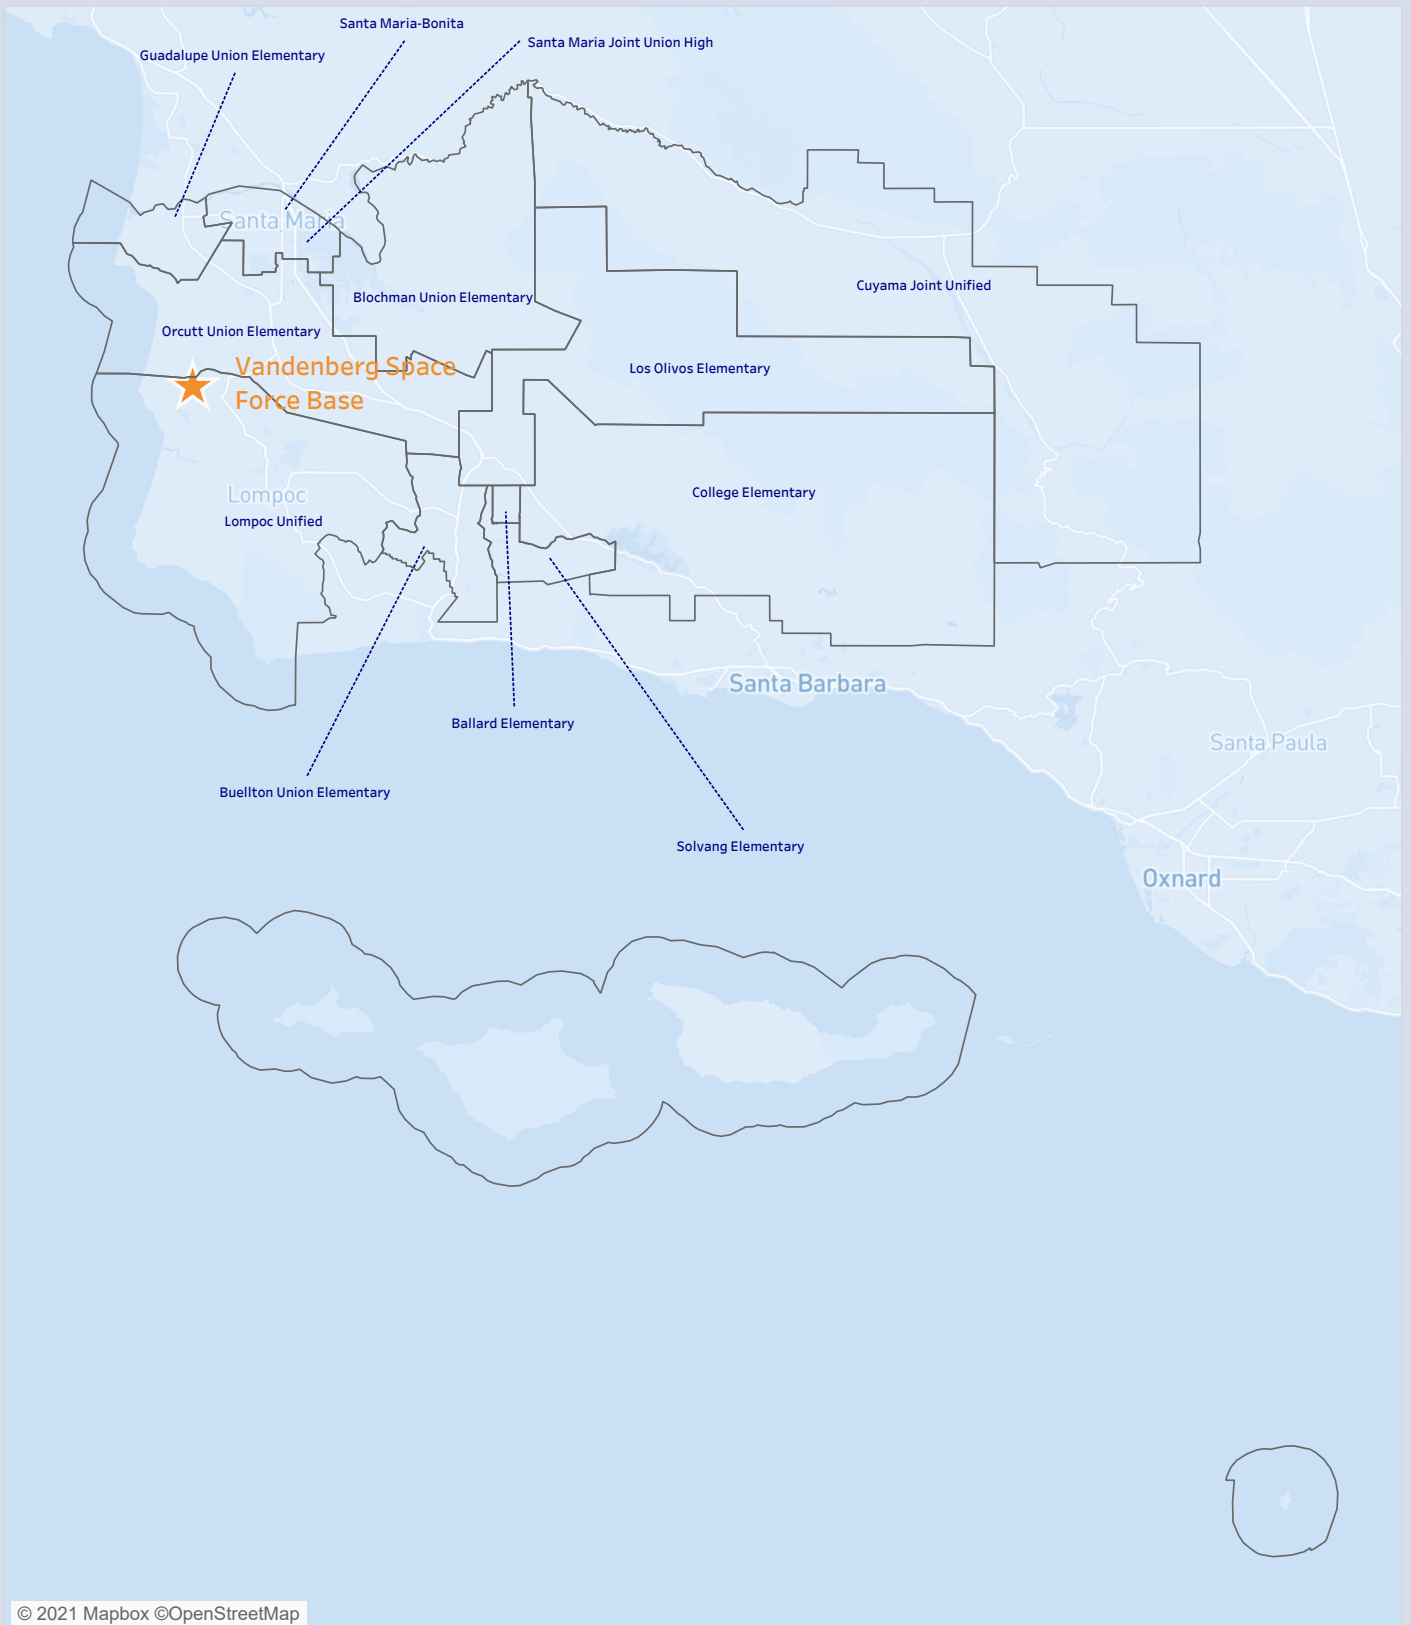 Santa Maria-Bonita
Santa Maria Joint Union High
Guadalupe Union Elementary
Santa Maria
Cuyama Joint Unified
Blochman Union Elementary
Orcutt Union Elementary
Vandenberg Space
Force Base
Los Olivos Elementary
College Elementary
Lompoc
Lompoc Unified
Santa Barbara
Ballard Elementary
Santa Paula
Buellton Union Elementary
Solvang Elementary
Oxnard
© 2021 Mapbox ©OpenStreetMap